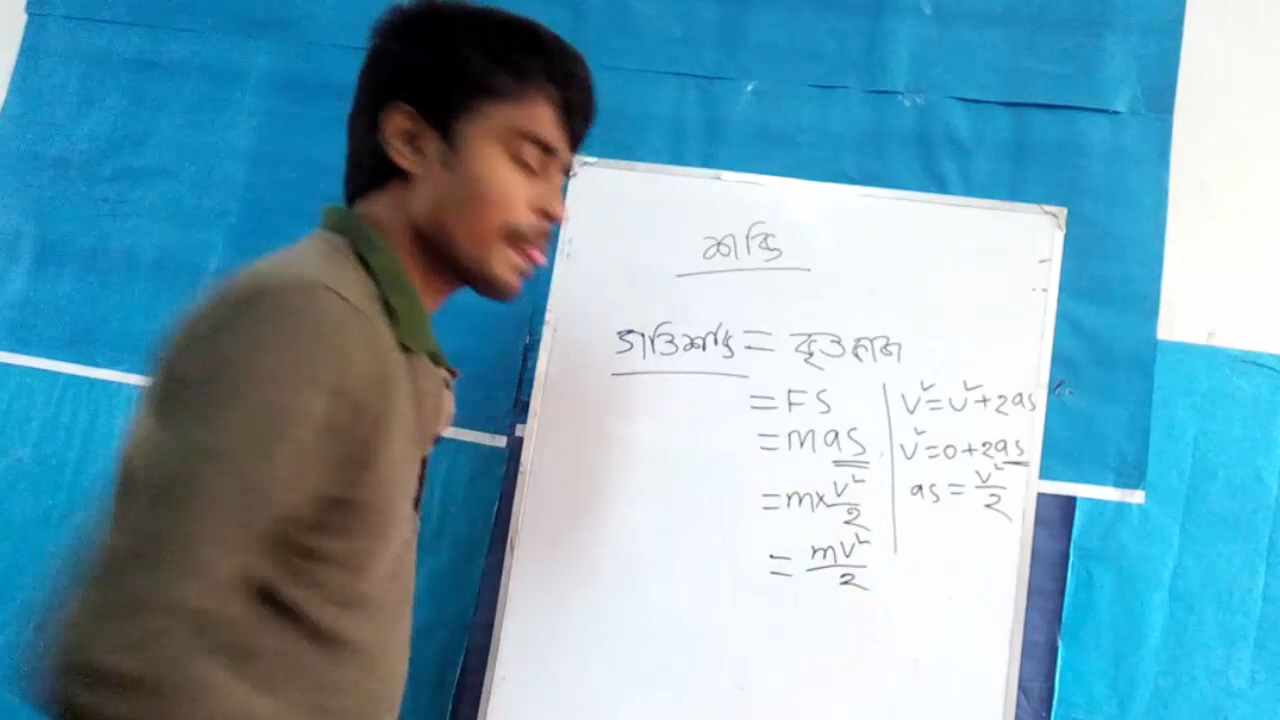 শক্তি
গতিশক্তি = কৃতকাজ
= FS
= mas
= m×v²/2
= mv²/2
v² = u²+2as
v² = 0+2as
as = v²/2